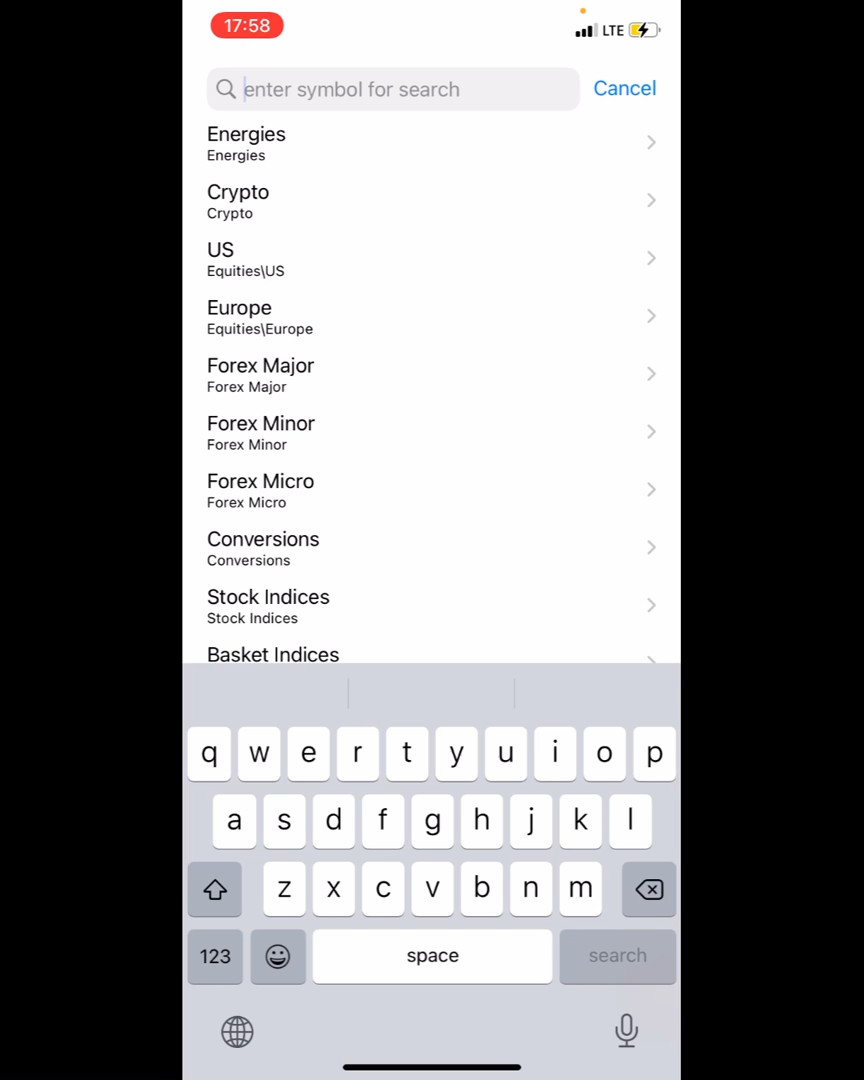 17:58
LTE
enter symbol for search
Cancel
Energies
Energies
Crypto
Crypto
US
Equities\US
Europe
Equities\Europe
Forex Major
Forex Major
Forex Minor
Forex Minor
Forex Micro
Forex Micro
Conversions
Conversions
Stock Indices
Stock Indices
Basket Indices
q w e r t y u i o p
a s d f g h j k l
z x c v b n m
123
space
search